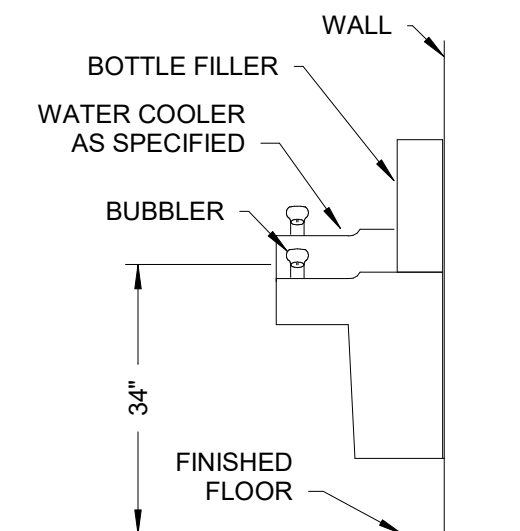 WALL
BOTTLE FILLER
WATER COOLER
AS SPECIFIED
BUBBLER
34"
FINISHED
FLOOR